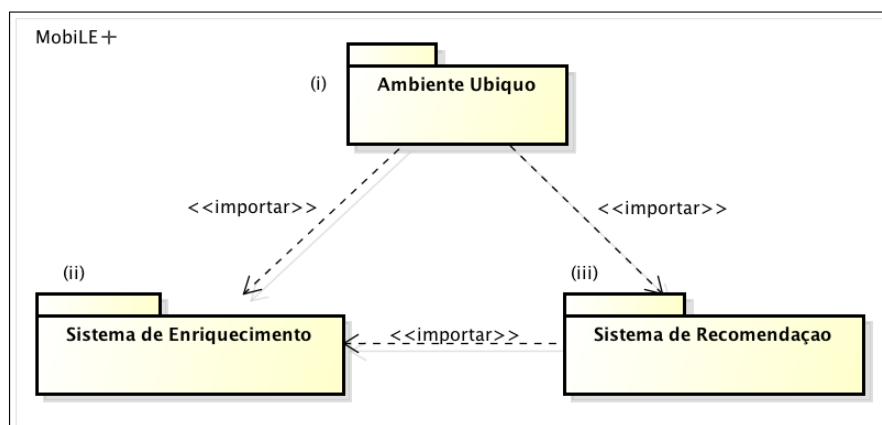 MobiLE+
(i)
Ambiente Ubiquo
<<importar>>
<<importar>>
(ii)
(iii)
Sistema de Enriquecimento
<<importar>>
Sistema de Recomendaçao